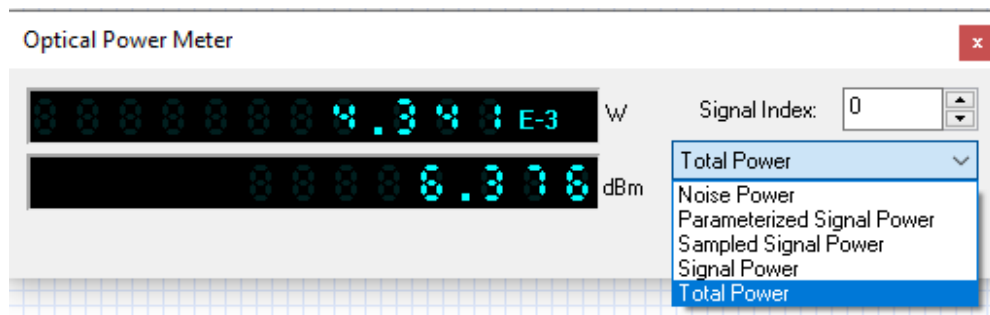 Optical Power Meter
x
4.341 E-3 W
Signal Index: 0
Total Power
6.376 dBm
Noise Power
Parameterized Signal Power
Sampled Signal Power
Signal Power
Total Power